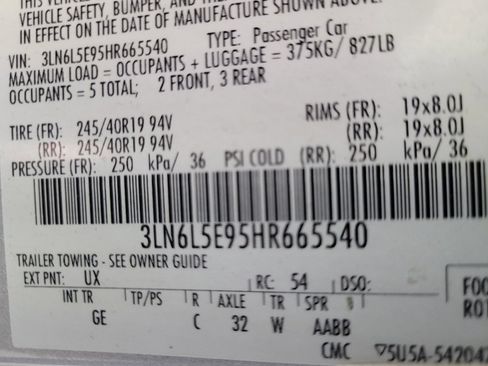 THIS VEHICLE
VEHICLE SAFETY, BUMPER, AND
IN EFFECT ON THE DATE OF MANUFACTURE SHOWN ABOVE.
VIN: 3LN6L5E95HR665540 TYPE: Passenger Car
MAXIMUM LOAD = OCCUPANTS + LUGGAGE = 375KG/ 827LB
OCCUPANTS = 5 TOTAL; 2 FRONT, 3 REAR
TIRE (FR): 245/40R19 94V RIMS (FR): 19x8.0J
(RR): 245/40R19 94V (RR): 19x8.0J
PRESSURE (FR): 250 kPa/ 36 PSI COLD (RR): 250 kPa/ 36
3LN6L5E95HR665540
TRAILER TOWING - SEE OWNER GUIDE
EXT PNT: UX RC: 54 DSO:
INT TR TP/PS R AXLE TR SPR
GE C 32 W AABB
CMC ▽5U5A-54204